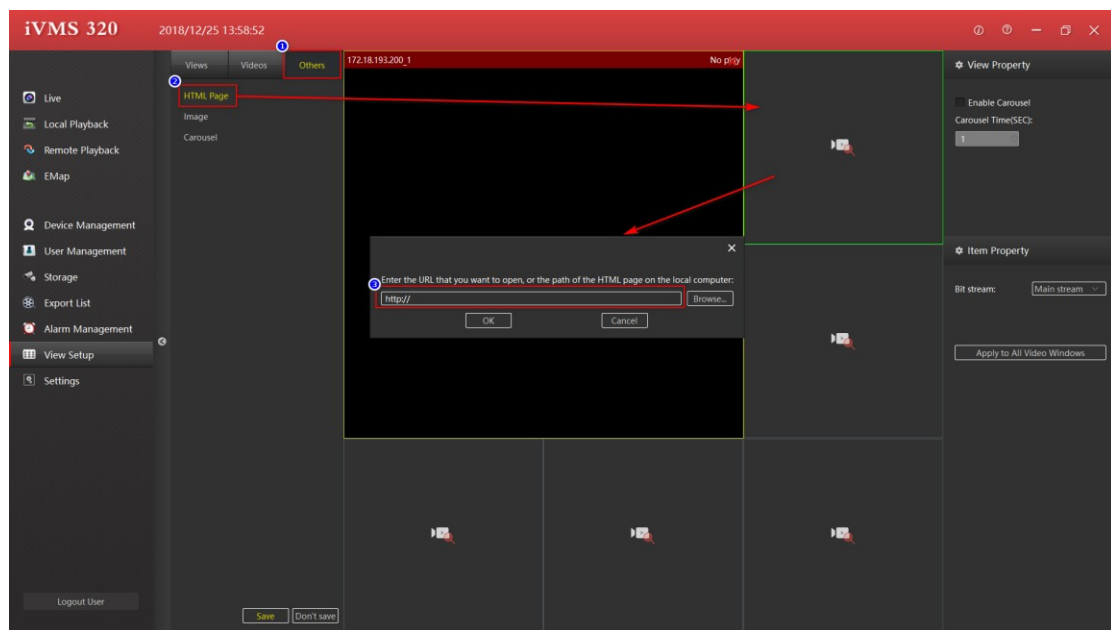 iVMS 320
2018/12/25 13:58:52
1
Views
Videos
Others
2
HTML Page
Image
Carousel
Live
Local Playback
Remote Playback
EMap
Device Management
User Management
Storage
Export List
Alarm Management
View Setup
Settings
Logout User
Save
Don't save
172.18.193.200_1
No play
Enter the URL that you want to open, or the path of the HTML page on the local computer:
3
http://
Browse...
OK
Cancel
View Property
Enable Carousel
Carousel Time(SEC):
1
Item Property
Bit stream:
Main stream
Apply to All Video Windows